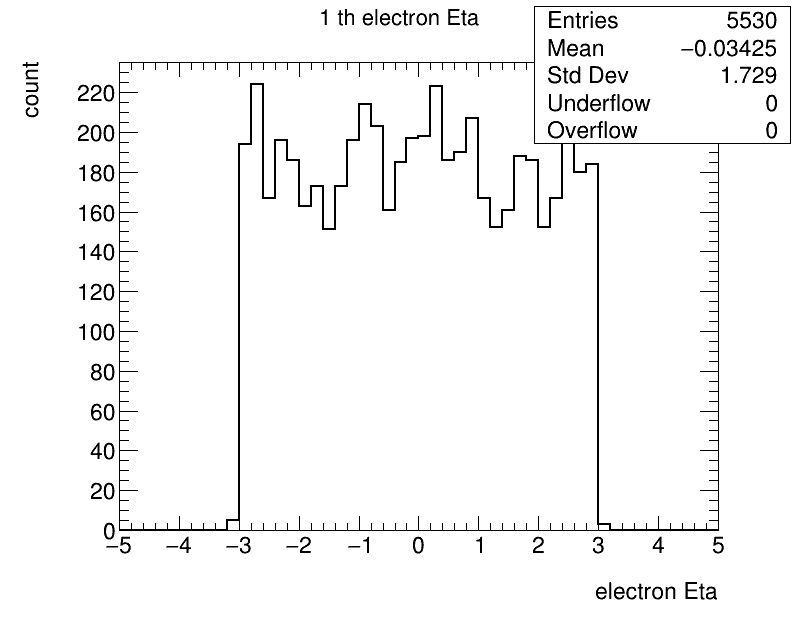 1 th electron Eta
Entries 5530
Mean −0.03425
Std Dev 1.729
Underflow 0
Overflow 0
count
220
200
180
160
140
120
100
80
60
40
20
0
−5 −4 −3 −2 −1 0 1 2 3 4 5
electron Eta